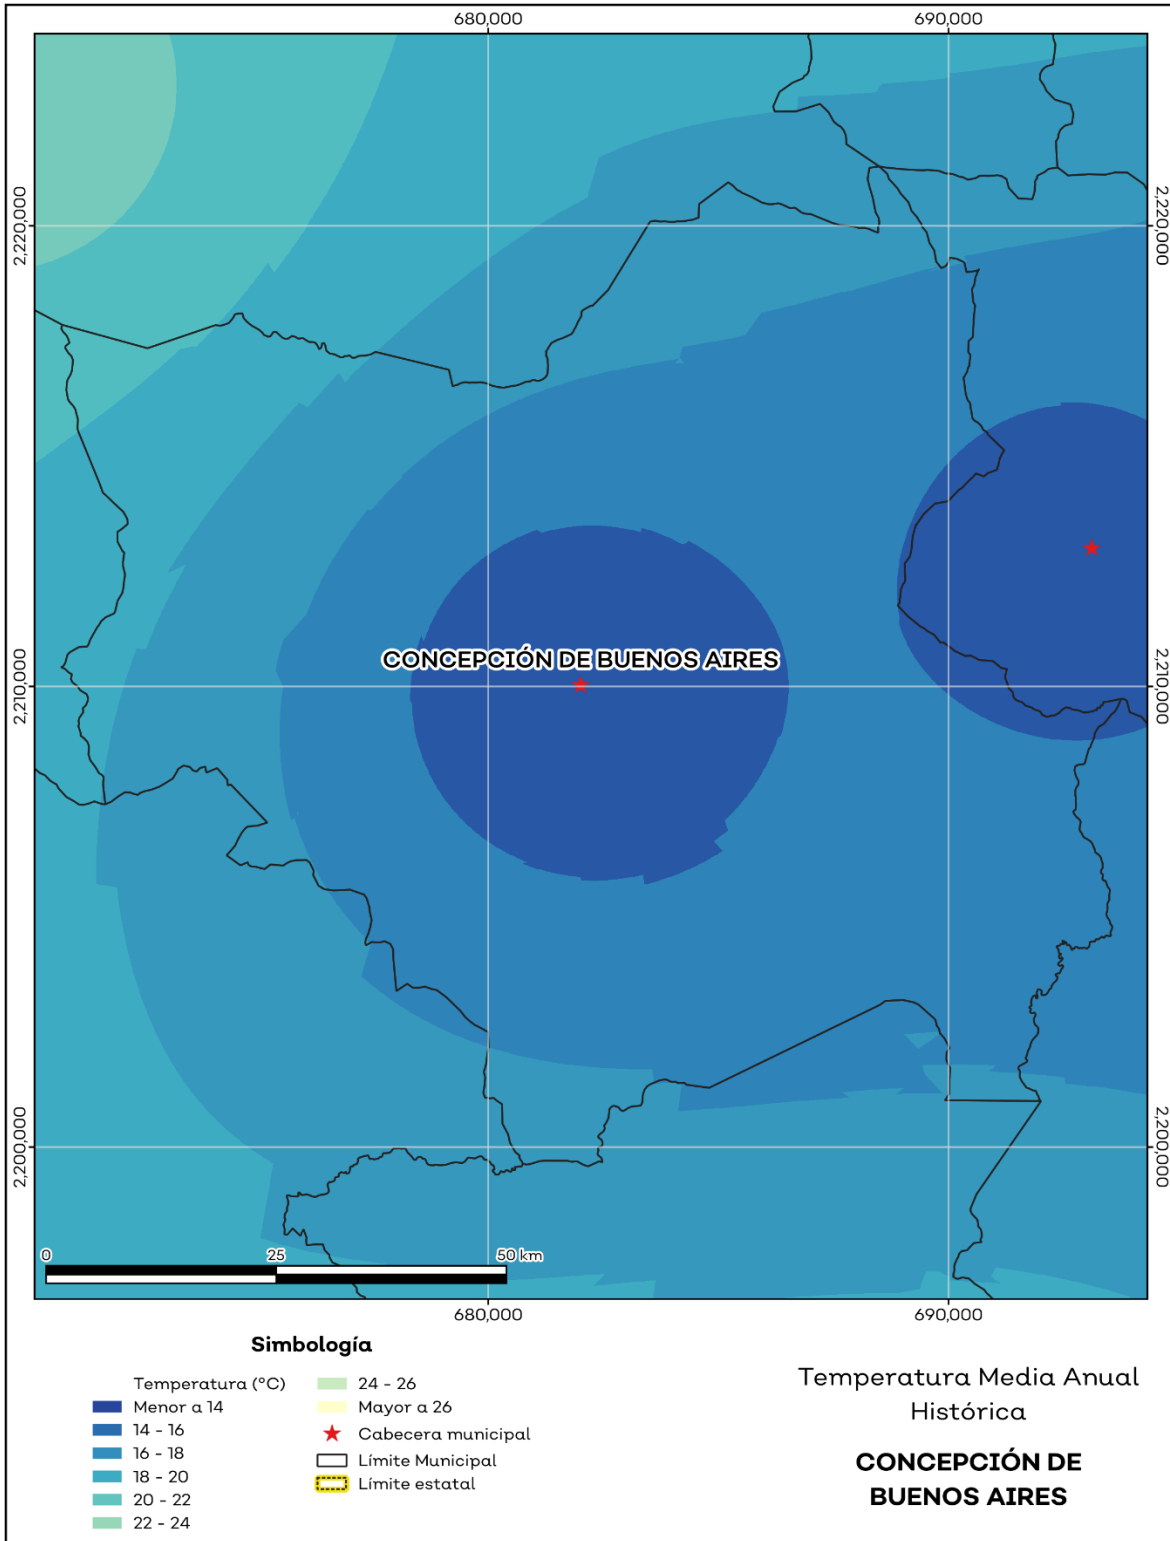 680,000
690,000
2,220,000
2,220,000
CONCEPCIÓN DE BUENOS AIRES
2,210,000
2,210,000
2,200,000
2,200,000
0 25 50 km
680,000
690,000
Simbología
Temperatura (°C)
Menor a 14
14 - 16
16 - 18
18 - 20
20 - 22
22 - 24
24 - 26
Mayor a 26
Cabecera municipal
Límite Municipal
Límite estatal
Temperatura Media Anual
Histórica
CONCEPCIÓN DE
BUENOS AIRES